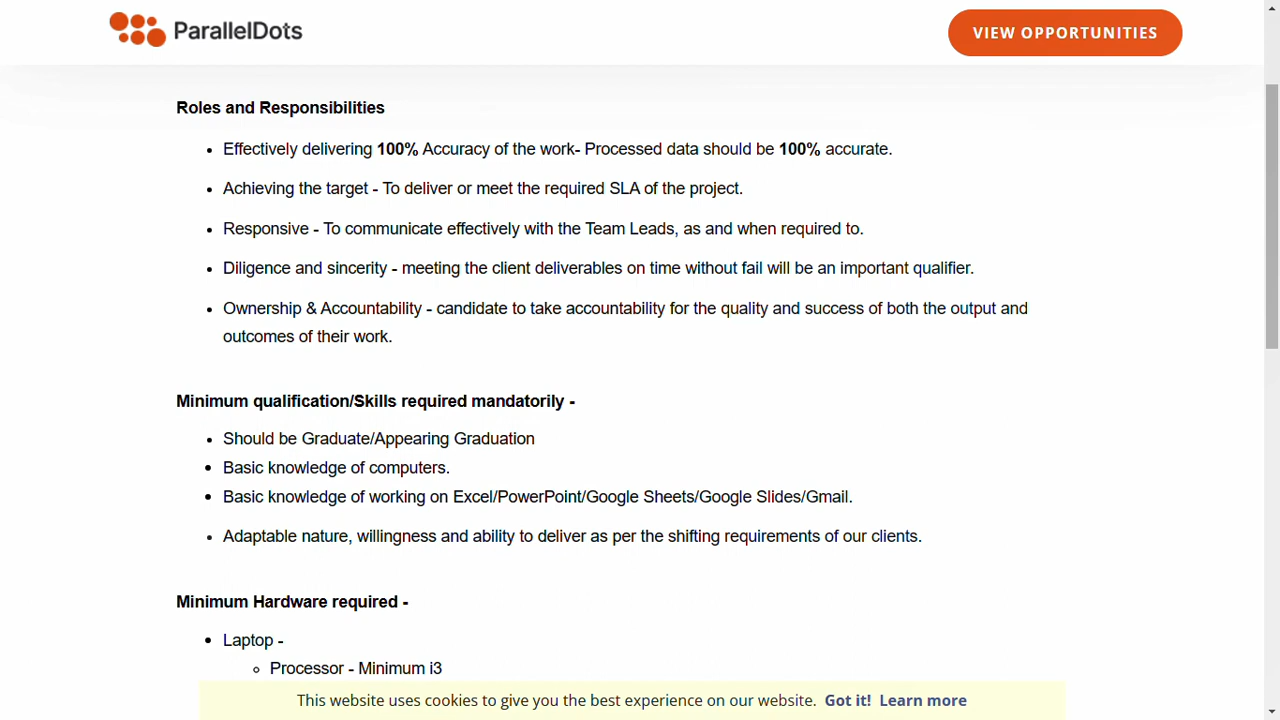 ParallelDots
VIEW OPPORTUNITIES
Roles and Responsibilities
• Effectively delivering 100% Accuracy of the work- Processed data should be 100% accurate.
• Achieving the target - To deliver or meet the required SLA of the project.
• Responsive - To communicate effectively with the Team Leads, as and when required to.
• Diligence and sincerity - meeting the client deliverables on time without fail will be an important qualifier.
• Ownership & Accountability - candidate to take accountability for the quality and success of both the output and
outcomes of their work.
Minimum qualification/Skills required mandatorily -
• Should be Graduate/Appearing Graduation
• Basic knowledge of computers.
• Basic knowledge of working on Excel/PowerPoint/Google Sheets/Google Slides/Gmail.
• Adaptable nature, willingness and ability to deliver as per the shifting requirements of our clients.
Minimum Hardware required -
• Laptop -
◦ Processor - Minimum i3
This website uses cookies to give you the best experience on our website. Got it! Learn more